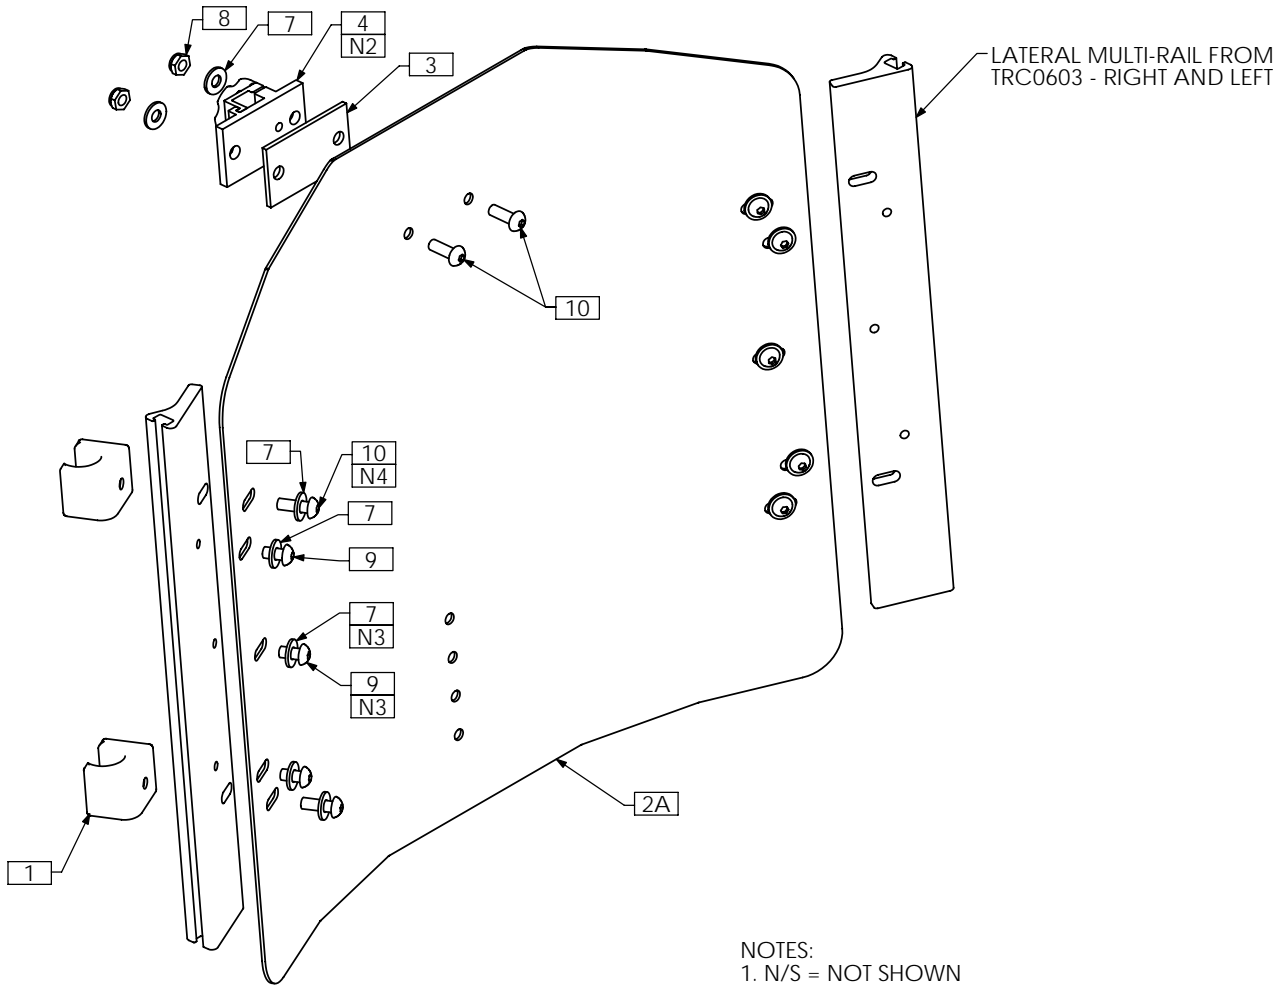 8
7
4
N2
3
LATERAL MULTI-RAIL FROM
TRC0603 - RIGHT AND LEFT
10
7
10
N4
7
9
7
N3
9
N3
2A
1
NOTES:
1. N/S = NOT SHOWN